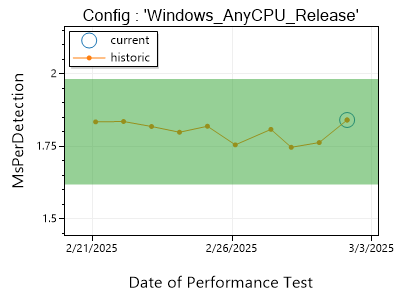 Config : 'Windows_AnyCPU_Release'
current
historic
MsPerDetection
2
1.75
1.5
2/21/2025
2/26/2025
3/3/2025
Date of Performance Test